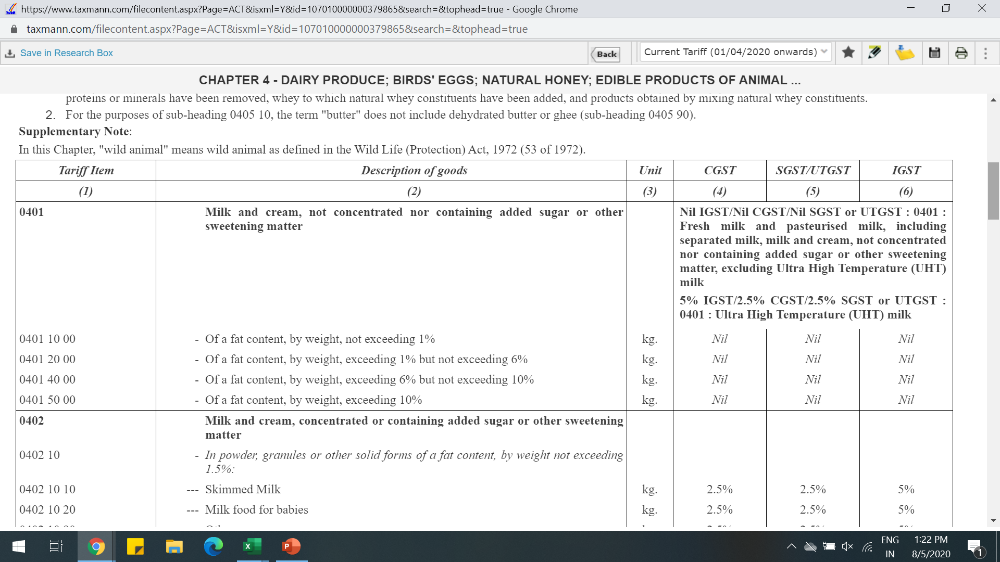 https://www.taxmann.com/filecontent.aspx?Page=ACT&isxml=Y&id=107010000000379865&search=&tophead=true - Google Chrome
taxmann.com/filecontent.aspx?Page=ACT&isxml=Y&id=107010000000379865&search=&tophead=true
Save in Research Box
Back
Current Tariff (01/04/2020 onwards)
CHAPTER 4 - DAIRY PRODUCE; BIRDS' EGGS; NATURAL HONEY; EDIBLE PRODUCTS OF ANIMAL ...
proteins or minerals have been removed, whey to which natural whey constituents have been added, and products obtained by mixing natural whey constituents.
2. For the purposes of sub-heading 0405 10, the term "butter" does not include dehydrated butter or ghee (sub-heading 0405 90).
Supplementary Note:
In this Chapter, "wild animal" means wild animal as defined in the Wild Life (Protection) Act, 1972 (53 of 1972).
Tariff Item Description of goods Unit CGST SGST/UTGST IGST
(1) (2) (3) (4) (5) (6)
0401 Milk and cream, not concentrated nor containing added sugar or other
sweetening matter
Nil IGST/Nil CGST/Nil SGST or UTGST : 0401 :
Fresh milk and pasteurised milk, including
separated milk, milk and cream, not concentrated
nor containing added sugar or other sweetening
matter, excluding Ultra High Temperature (UHT)
milk
5% IGST/2.5% CGST/2.5% SGST or UTGST :
0401 : Ultra High Temperature (UHT) milk
0401 10 00 - Of a fat content, by weight, not exceeding 1% kg. Nil Nil Nil
0401 20 00 - Of a fat content, by weight, exceeding 1% but not exceeding 6% kg. Nil Nil Nil
0401 40 00 - Of a fat content, by weight, exceeding 6% but not exceeding 10% kg. Nil Nil Nil
0401 50 00 - Of a fat content, by weight, exceeding 10% kg. Nil Nil Nil
0402 Milk and cream, concentrated or containing added sugar or other sweetening
matter
0402 10 - In powder, granules or other solid forms of a fat content, by weight not exceeding
1.5%:
0402 10 10 --- Skimmed Milk kg. 2.5% 2.5% 5%
0402 10 20 --- Milk food for babies kg. 2.5% 2.5% 5%
ENG
IN
1:22 PM
8/5/2020
1